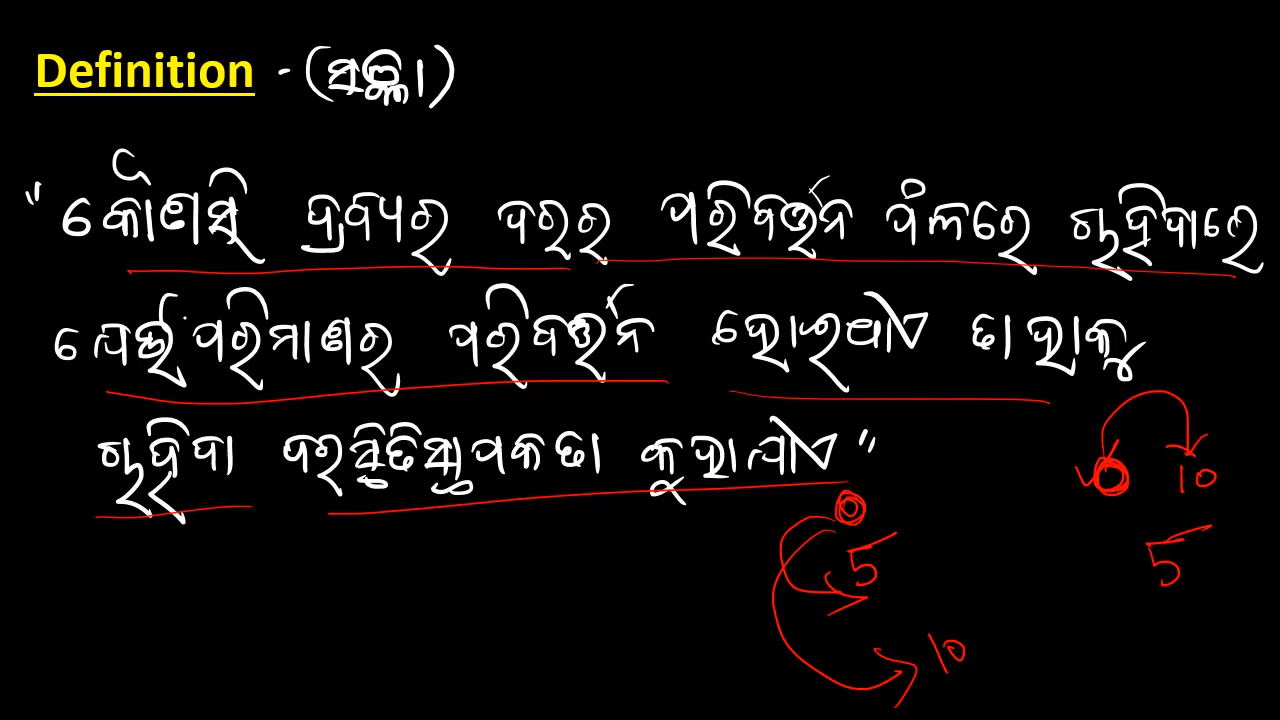 Definition - (ସଜ୍ଞା)
"କୌଣସି ଦ୍ରବ୍ୟର ଦରର ପରିବର୍ତ୍ତନ ଫଳରେ ଚାହିଦାରେ
ଯେଉଁ ପରିମାଣର ପରିବର୍ତ୍ତନ ହୋଇଥାଏ ତାହାକୁ
ଚାହିଦା ଦରସ୍ଥିତିସ୍ଥାପକତା କୁହାଯାଏ"
10
5
5
10